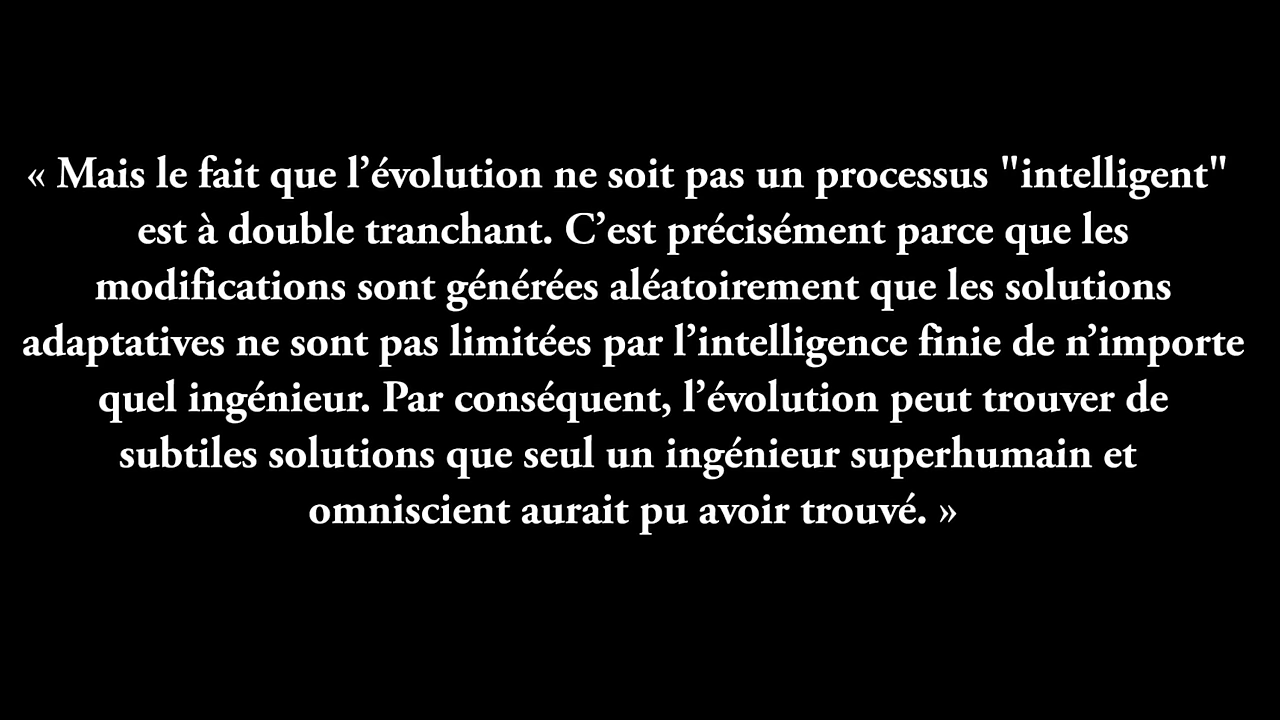 « Mais le fait que l’évolution ne soit pas un processus "intelligent"
est à double tranchant. C’est précisément parce que les
modifications sont générées aléatoirement que les solutions
adaptatives ne sont pas limitées par l’intelligence finie de n’importe
quel ingénieur. Par conséquent, l’évolution peut trouver de
subtiles solutions que seul un ingénieur superhumain et
omniscient aurait pu avoir trouvé. »